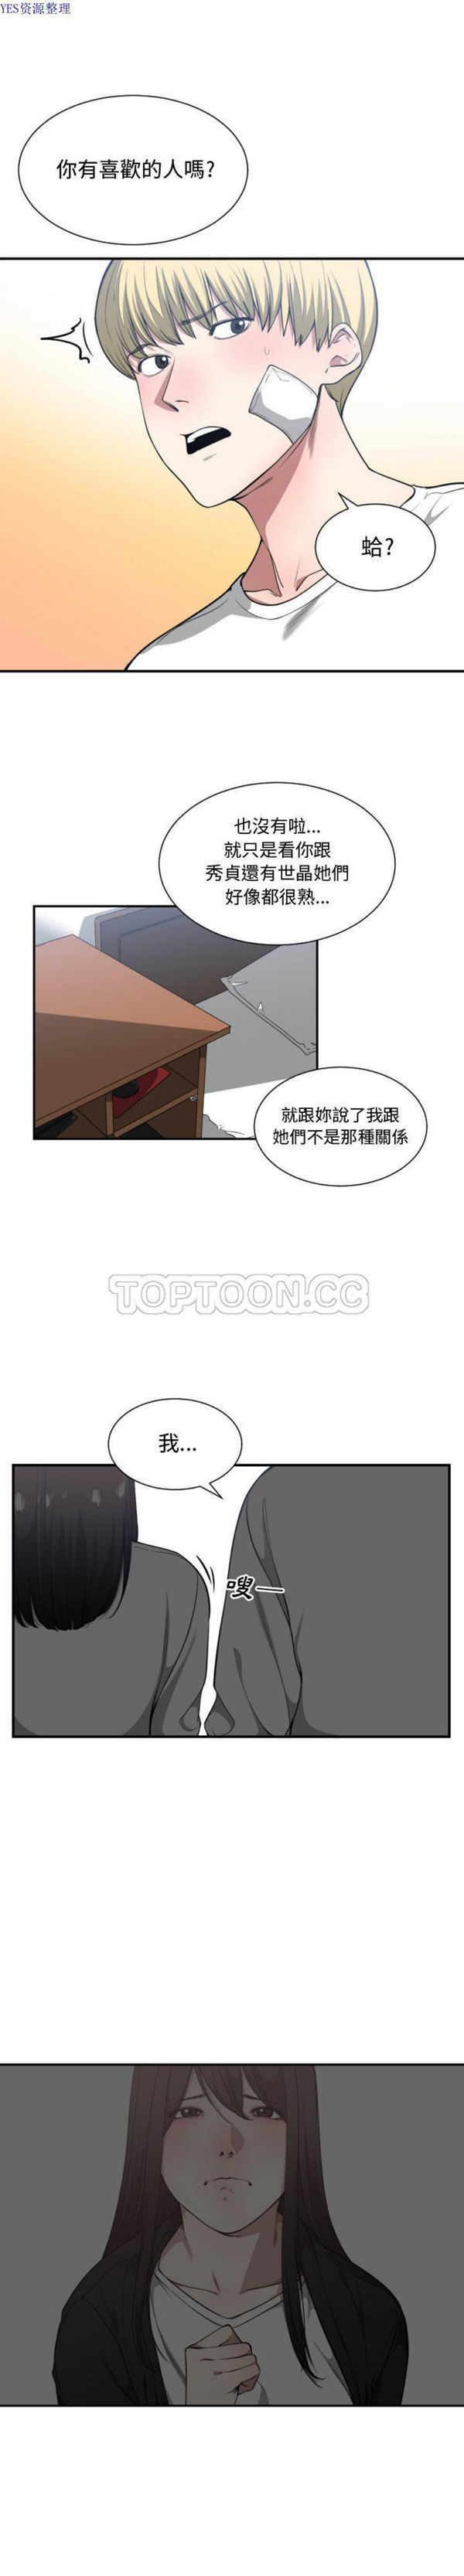 YES资源整理
你有喜歡的人嗎?
蛤?
也沒有啦...
就只是看你跟
秀貞還有世晶她們
好像都很熟...
就跟妳說了我跟
她們不是那種關係
TOPTOON.CC
我...
嗖—